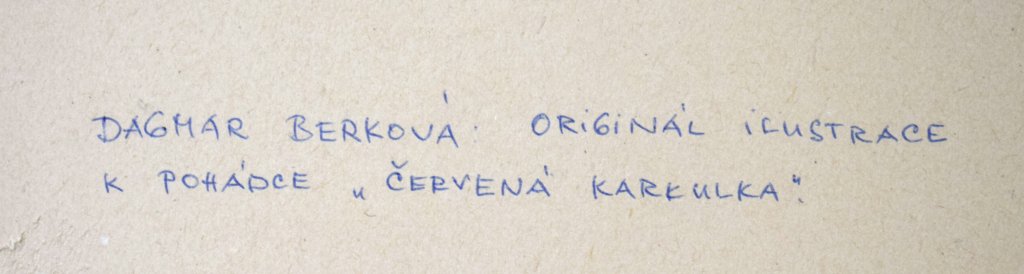 DAGMAR BERKOVÁ: ORIGINÁL ILUSTRACE
K POHÁDCE „ČERVENÁ KARKULKA".